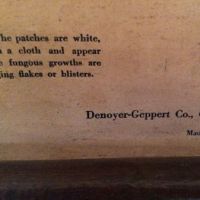 The patches are white,
a cloth and appear
fungous growths are
ing flakes or blisters.
Denoyer-Geppert Co.,